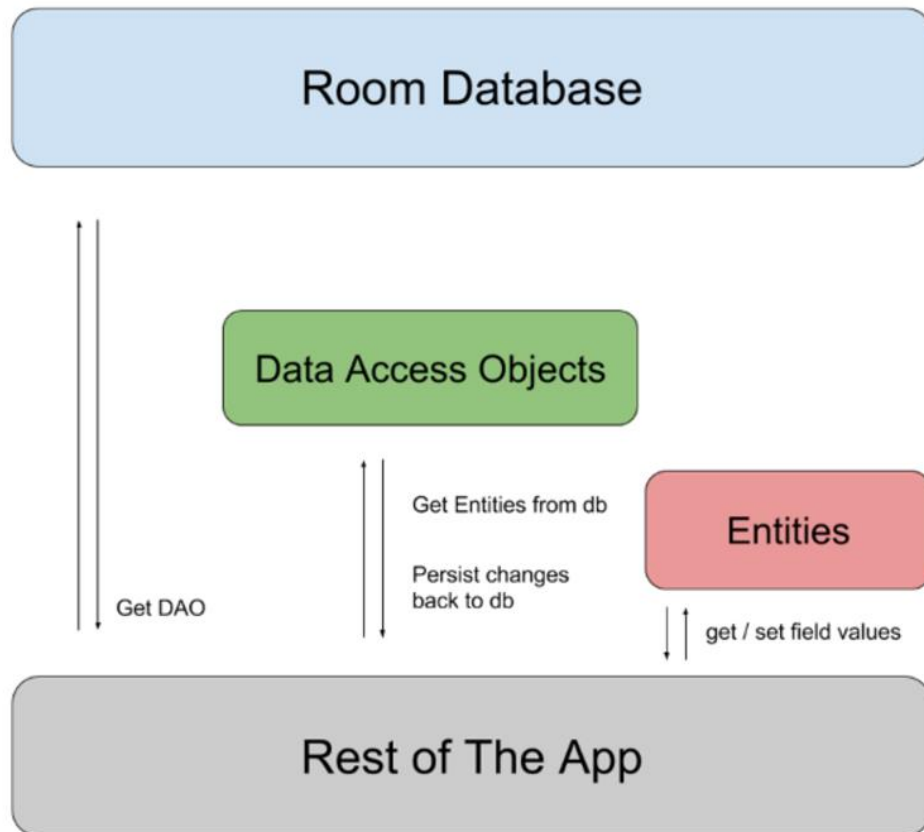 Room Database
Data Access Objects
Get Entities from db
Entities
Persist changes
back to db
Get DAO
get / set field values
Rest of The App